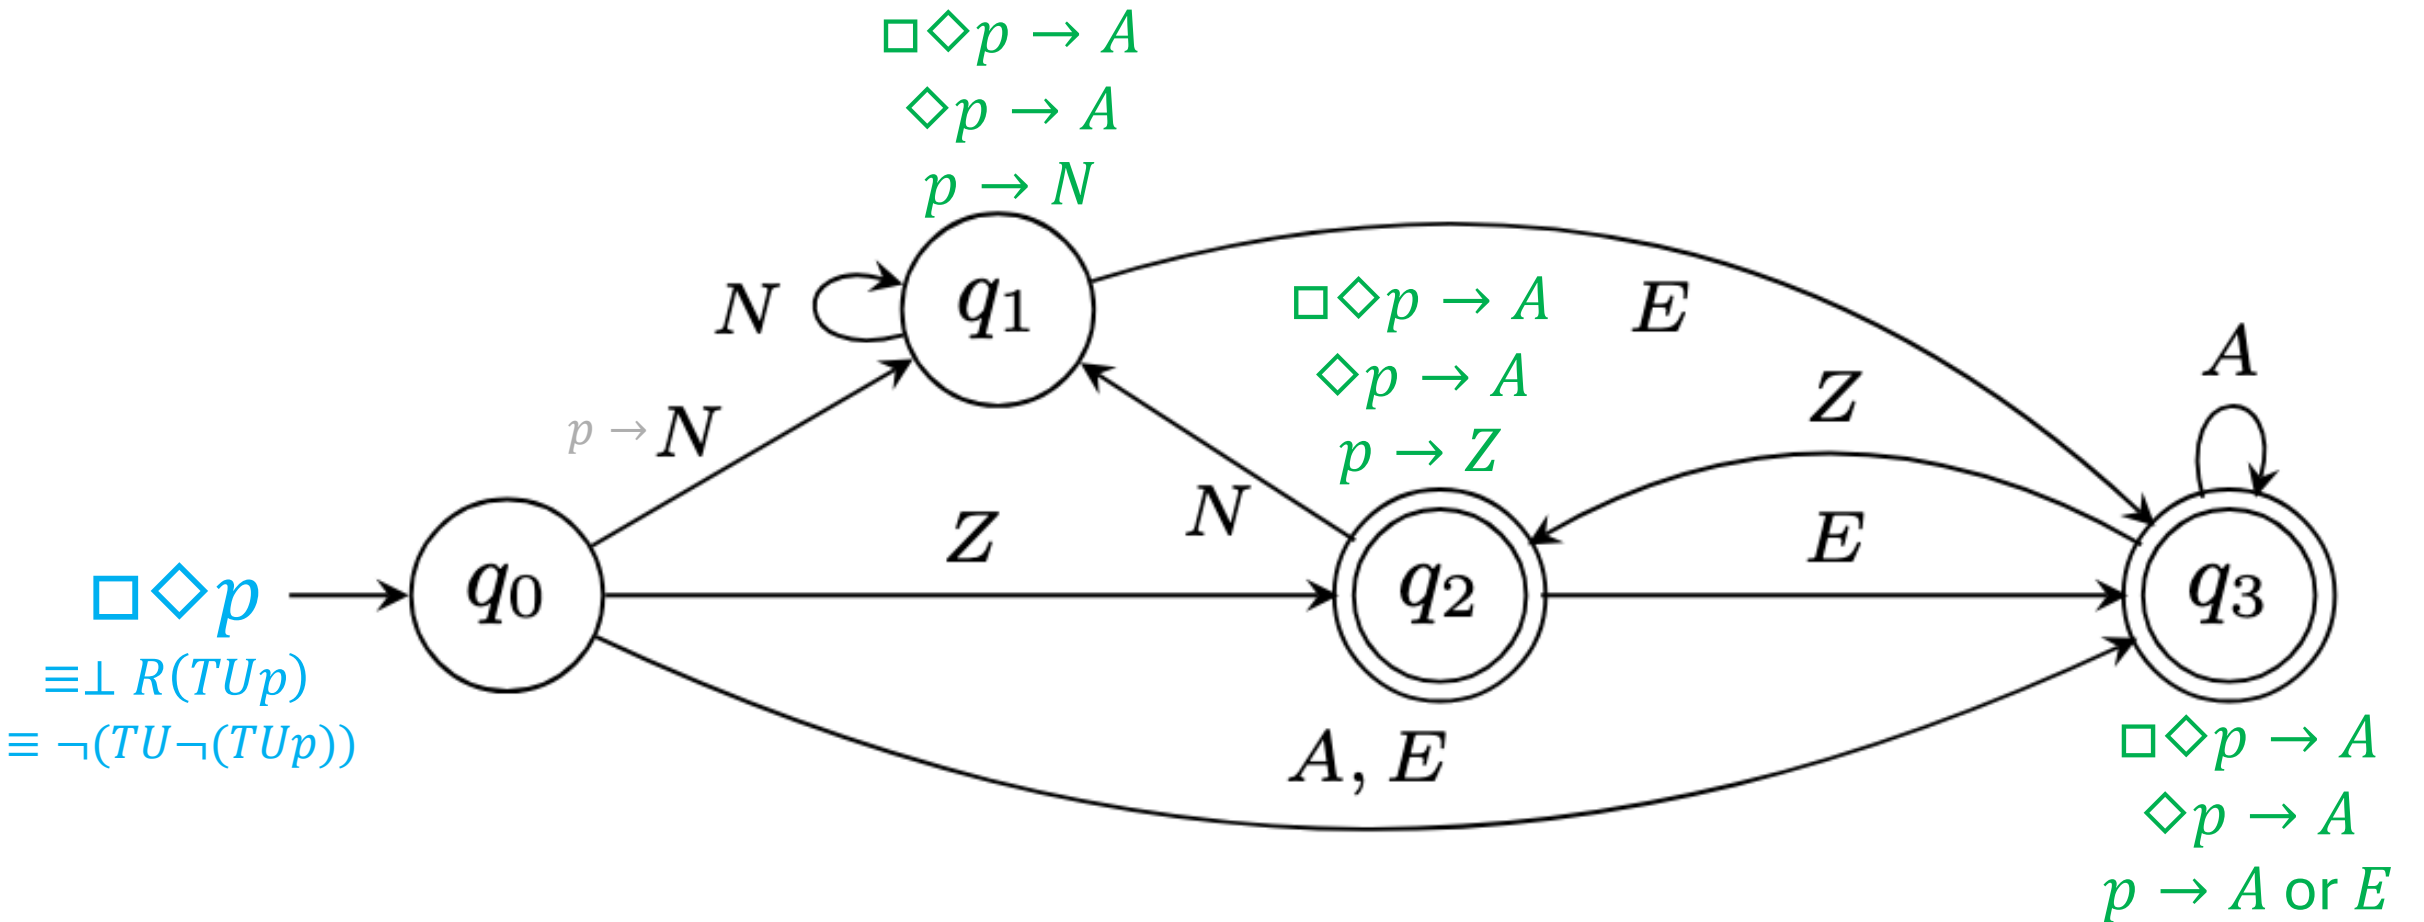 □◇p → A
◇p → A
p → N
q₁
N
E
□◇p → A
◇p → A
p → Z
Z
A
p → N
N
Z
E
□◇p
q₀
q₂
q₃
≡⊥ R(TUp)
≡ ¬(TU¬(TUp))
A, E
□◇p → A
◇p → A
p → A or E